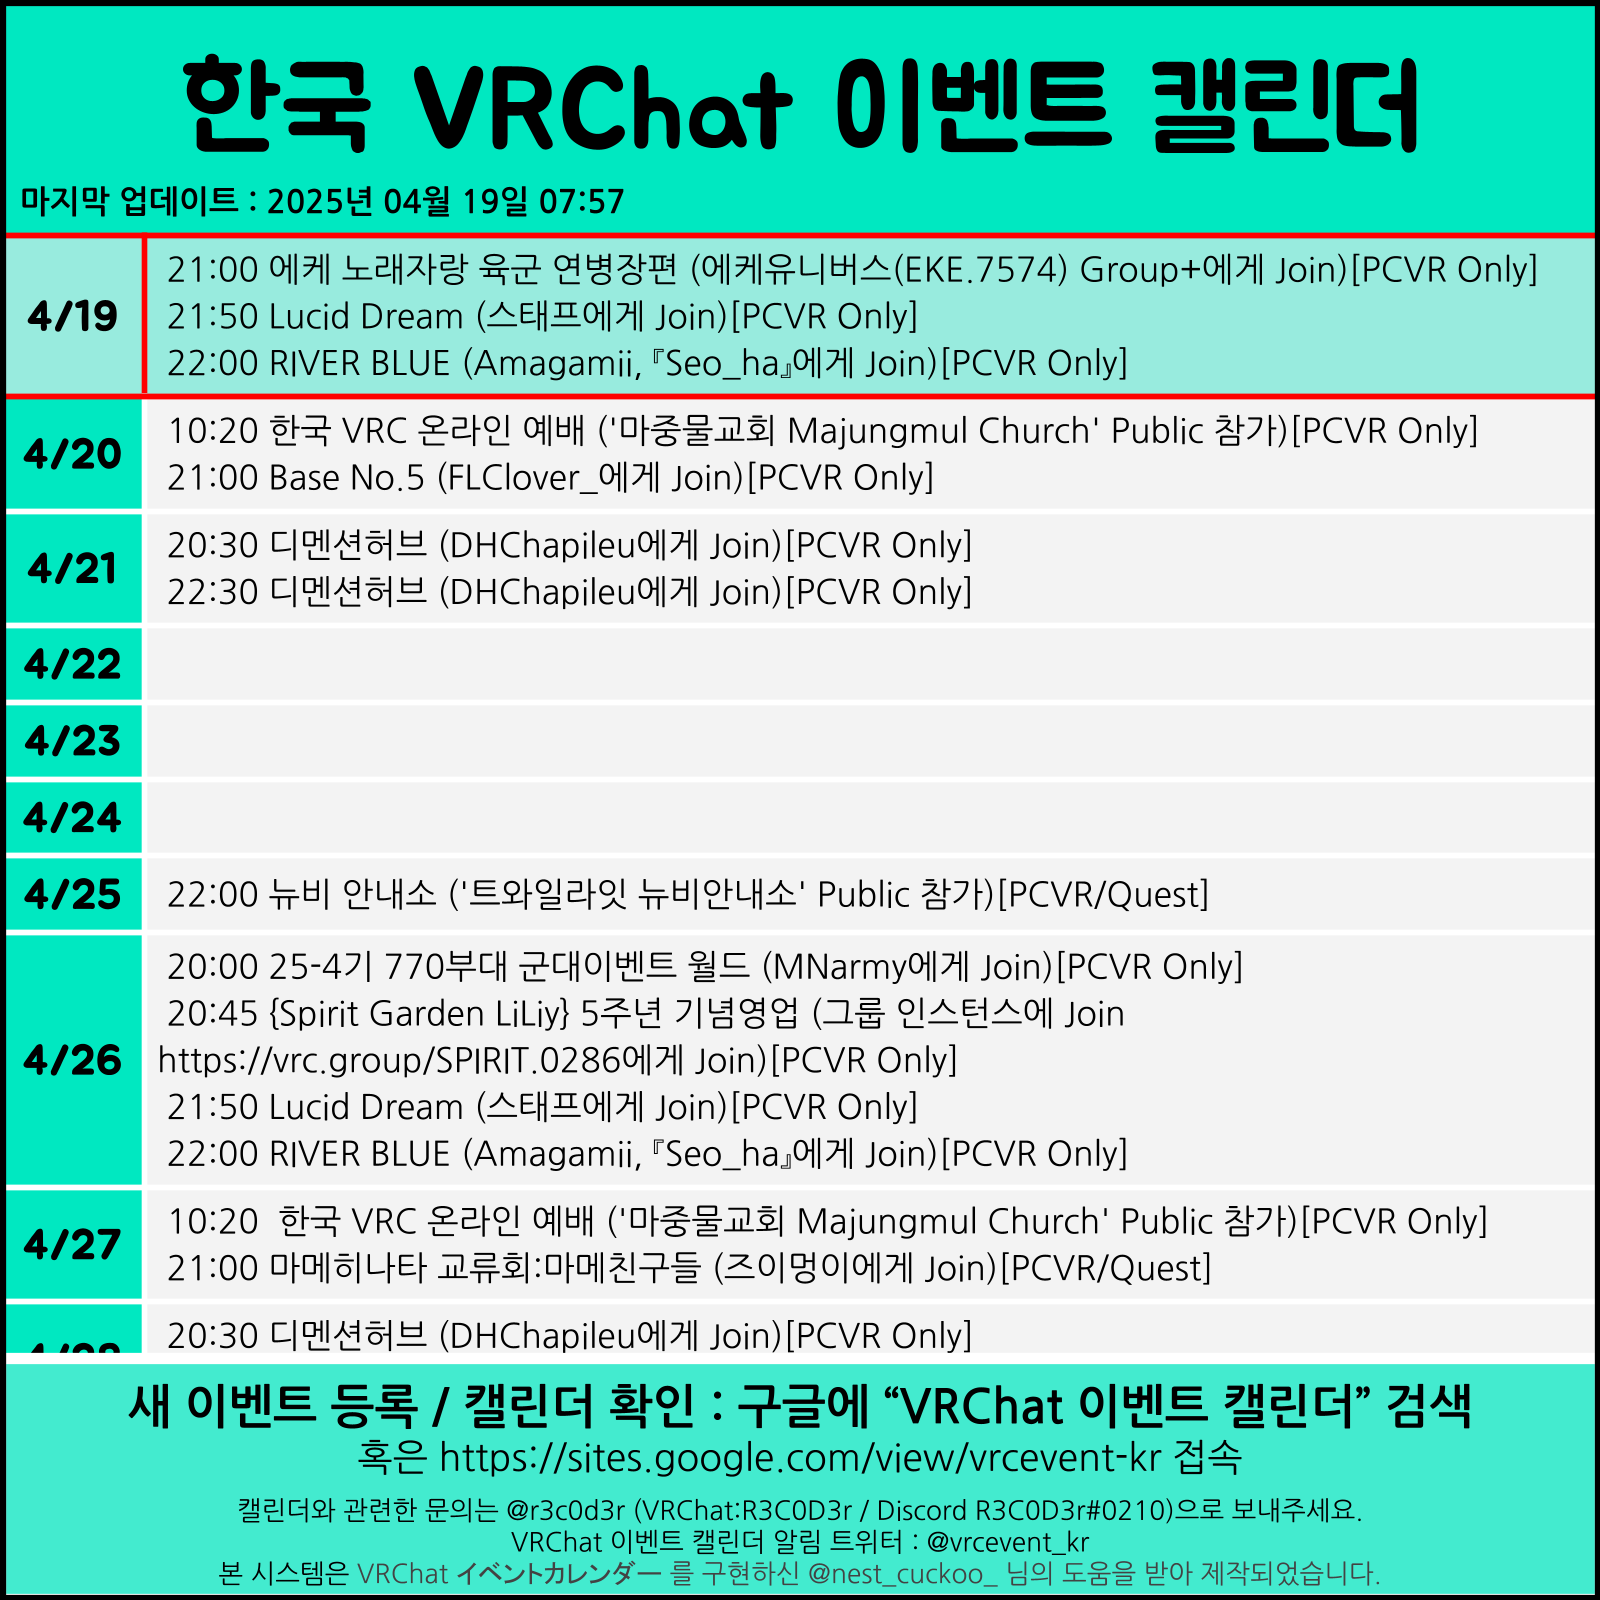 한국 VRChat 이벤트 캘린더
마지막 업데이트 : 2025년 04월 19일 07:57
4/19
21:00 에케 노래자랑 육군 연병장편 (에케유니버스(EKE.7574) Group+에게 Join)[PCVR Only]
21:50 Lucid Dream (스태프에게 Join)[PCVR Only]
22:00 RIVER BLUE (Amagamii,『Seo_ha』에게 Join)[PCVR Only]
4/20
10:20 한국 VRC 온라인 예배 ('마중물교회 Majungmul Church' Public 참가)[PCVR Only]
21:00 Base No.5 (FLClover_에게 Join)[PCVR Only]
4/21
20:30 디멘션허브 (DHChapileu에게 Join)[PCVR Only]
22:30 디멘션허브 (DHChapileu에게 Join)[PCVR Only]
4/22
4/23
4/24
4/25
22:00 뉴비 안내소 ('트와일라잇 뉴비안내소' Public 참가)[PCVR/Quest]
4/26
20:00 25-4기 770부대 군대이벤트 월드 (MNarmy에게 Join)[PCVR Only]
20:45 {Spirit Garden LiLiy} 5주년 기념영업 (그룹 인스턴스에 Join
https://vrc.group/SPIRIT.0286에게 Join)[PCVR Only]
21:50 Lucid Dream (스태프에게 Join)[PCVR Only]
22:00 RIVER BLUE (Amagamii,『Seo_ha』에게 Join)[PCVR Only]
4/27
10:20 한국 VRC 온라인 예배 ('마중물교회 Majungmul Church' Public 참가)[PCVR Only]
21:00 마메히나타 교류회:마메친구들 (즈이멍이에게 Join)[PCVR/Quest]
20:30 디멘션허브 (DHChapileu에게 Join)[PCVR Only]
새 이벤트 등록 / 캘린더 확인 : 구글에 “VRChat 이벤트 캘린더” 검색
혹은 https://sites.google.com/view/vrcevent-kr 접속
캘린더와 관련한 문의는 @r3c0d3r (VRChat:R3C0D3r / Discord R3C0D3r#0210)으로 보내주세요.
VRChat 이벤트 캘린더 알림 트위터 : @vrcevent_kr
본 시스템은 VRChat イベントカレンダー 를 구현하신 @nest_cuckoo_ 님의 도움을 받아 제작되었습니다.